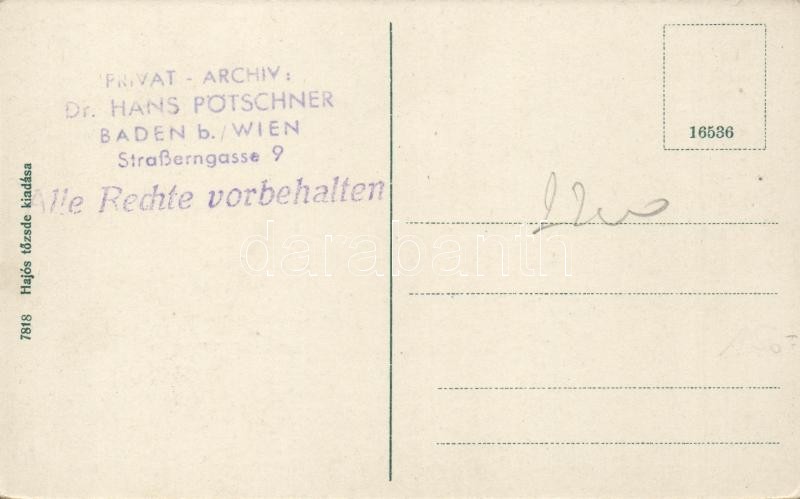 PRIVAT - ARCHIV:
Dr. HANS PÖTSCHNER
BADEN b./WIEN
Straßerngasse 9
Alle Rechte vorbehalten
7818 Hajós tőzsde kiadása
16536
darabanth